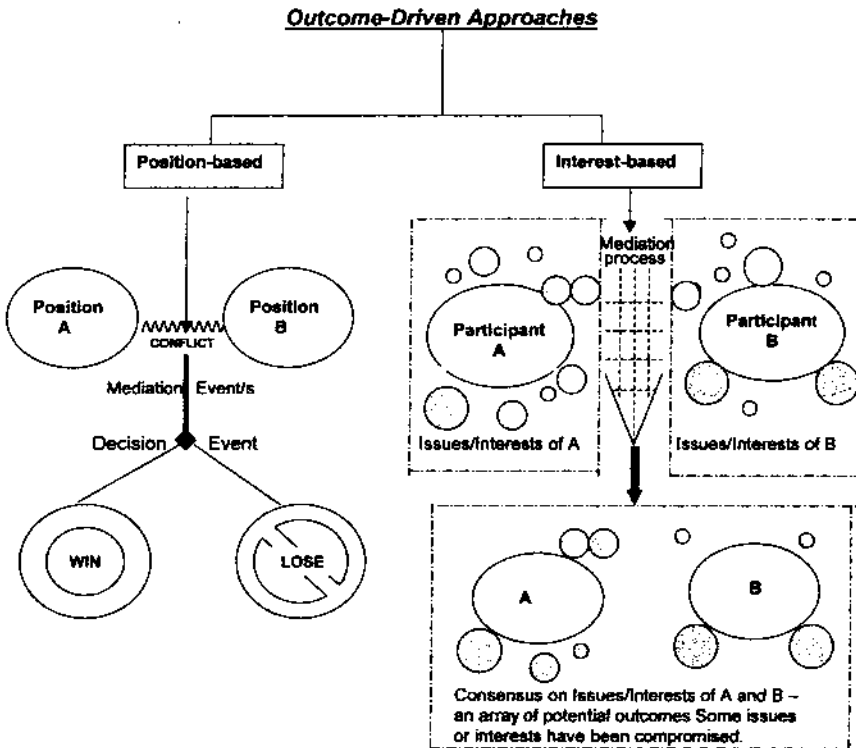 Outcome-Driven Approaches
Position-based
Interest-based
Position
A
Position
B
CONFLICT
Mediation Event/s
Decision Event
WIN
LOSE
Mediation
process
Participant
A
Participant
B
Issues/Interests of A
Issues/Interests of B
A
B
Consensus on Issues/Interests of A and B –
an array of potential outcomes Some issues
or interests have been compromised.